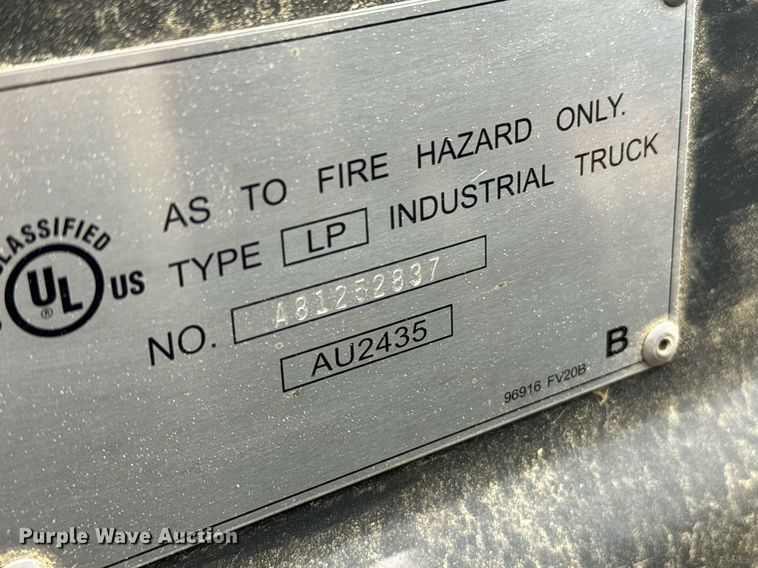 AS TO FIRE HAZARD ONLY.
CLASSIFIED
UL
®
US
TYPE LP INDUSTRIAL TRUCK
NO. A81252837
AU2435
B
96916 FV20B
Purple Wave Auction